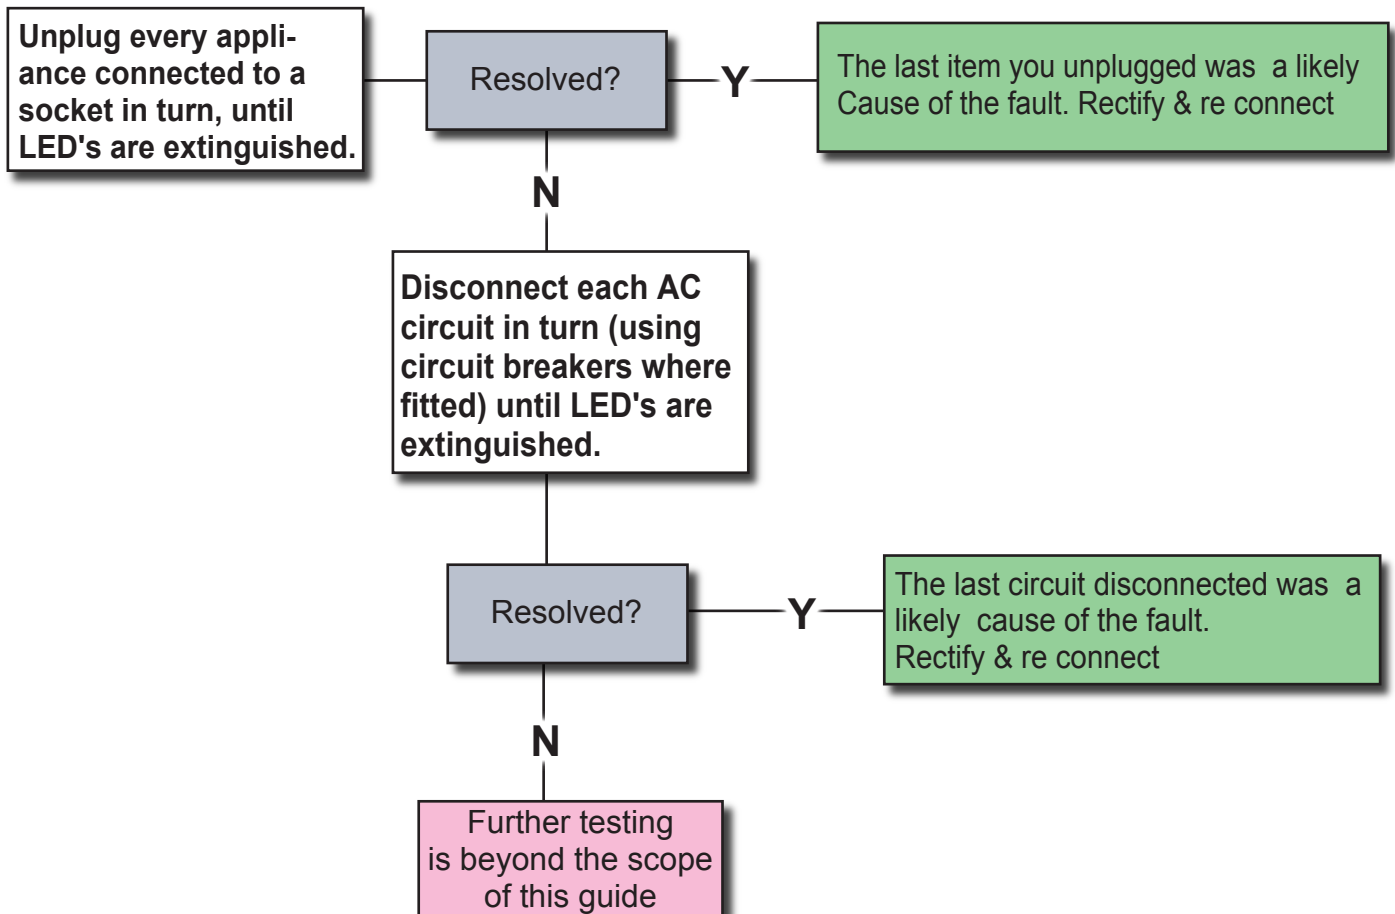 Unplug every appli-
ance connected to a
socket in turn, until
LED's are extinguished.
Resolved?
Y
The last item you unplugged was a likely
Cause of the fault. Rectify & re connect
N
Disconnect each AC
circuit in turn (using
circuit breakers where
fitted) until LED's are
extinguished.
Resolved?
Y
The last circuit disconnected was a
likely cause of the fault.
Rectify & re connect
N
Further testing
is beyond the scope
of this guide